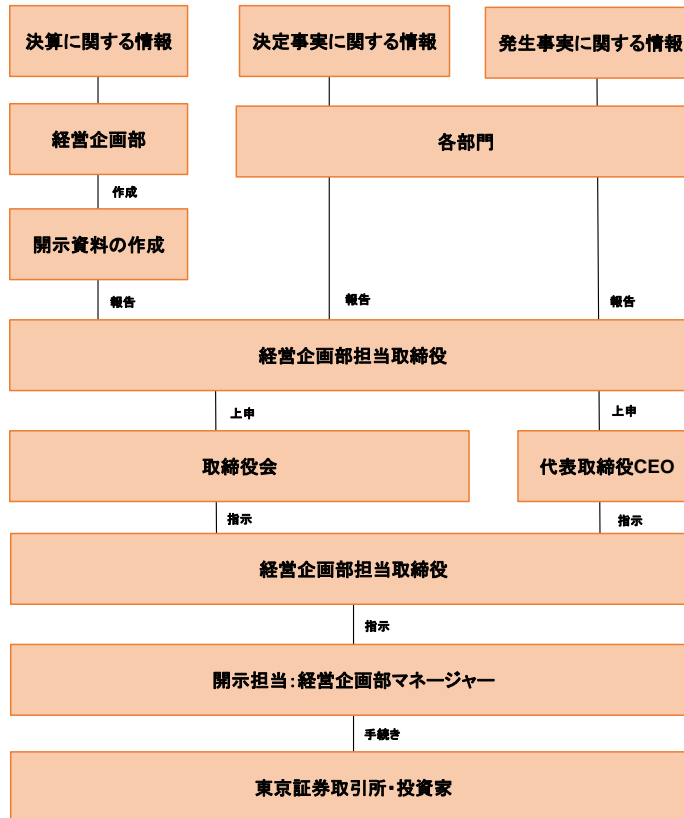 決算に関する情報
決定事実に関する情報
発生事実に関する情報
経営企画部
各部門
作成
開示資料の作成
報告
報告
報告
経営企画部担当取締役
上申
上申
取締役会
代表取締役CEO
指示
指示
経営企画部担当取締役
指示
開示担当:経営企画部マネージャー
手続き
東京証券取引所・投資家